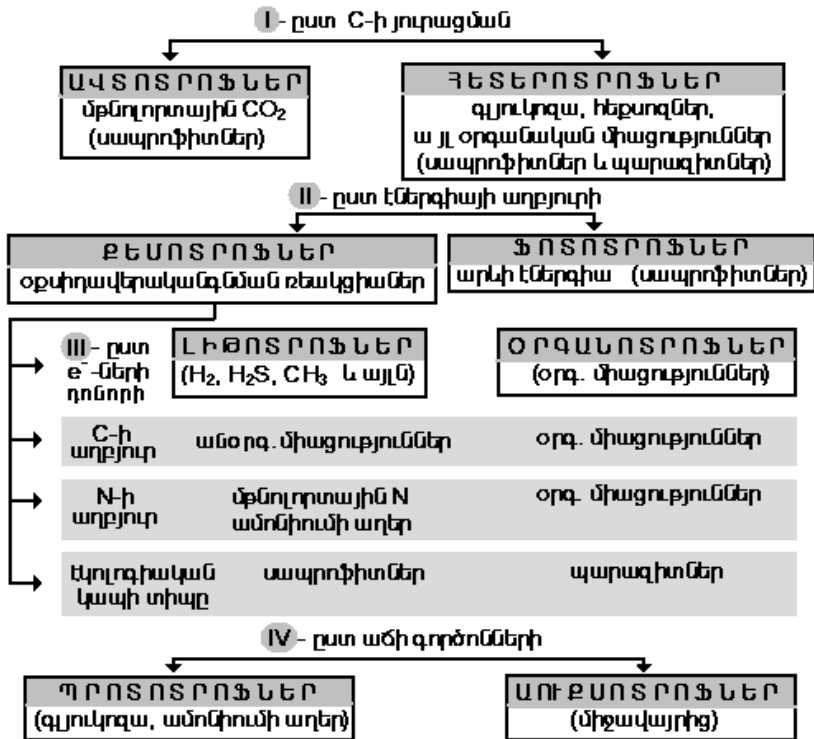 I - ըստ C-ի յուրացման
ԱՎՏՈՏՐՈՖՆԵՐ
մթնոլորտային CO₂
(սապրոֆիտներ)
ՀԵՏԵՐՈՏՐՈՖՆԵՐ
գլյուկոզա, հեքսոզներ,
այլ օրգանական միացություններ
(սապրոֆիտներ և պարազիտներ)
II - ըստ էներգիայի աղբյուրի
ՔԵՄՈՏՐՈՖՆԵՐ
օքսիդավերականգնման ռեակցիաներ
ՖՈՏՈՏՐՈՖՆԵՐ
արևի էներգիա (սապրոֆիտներ)
III - ըստ
e⁻-ների
դոնորի
ԼԻԹՈՏՐՈՖՆԵՐ
(H₂, H₂S, CH₃ և այլն)
ՕՐԳԱՆՈՏՐՈՖՆԵՐ
(օրգ. միացություններ)
C-ի
աղբյուր
անօրգ. միացություններ
օրգ. միացություններ
N-ի
աղբյուր
մթնոլորտային N
ամոնիումի աղեր
օրգ. միացություններ
էկոլոգիական
կապի տիպը
սապրոֆիտներ
պարազիտներ
IV - ըստ աճի գործոնների
ՊՐՈՏՈՏՐՈՖՆԵՐ
(գլյուկոզա, ամոնիումի աղեր)
ԱՈՒՔՍՈՏՐՈՖՆԵՐ
(միջավայրից)